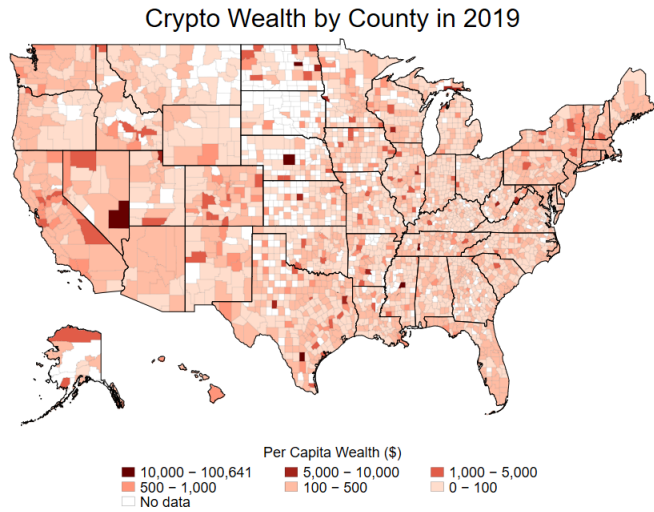 Crypto Wealth by County in 2019
Per Capita Wealth ($)
10,000 − 100,641 5,000 − 10,000 1,000 − 5,000
500 − 1,000 100 − 500 0 − 100
No data